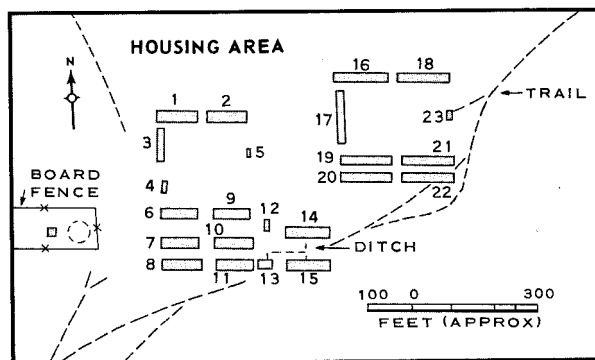 HOUSING AREA
N
1 2
3
5
4
BOARD
FENCE
6
9
7
10
8
11
12
13
14
15
16 18
17
23
TRAIL
19
21
20
22
DITCH
100 0 300
FEET (APPROX)